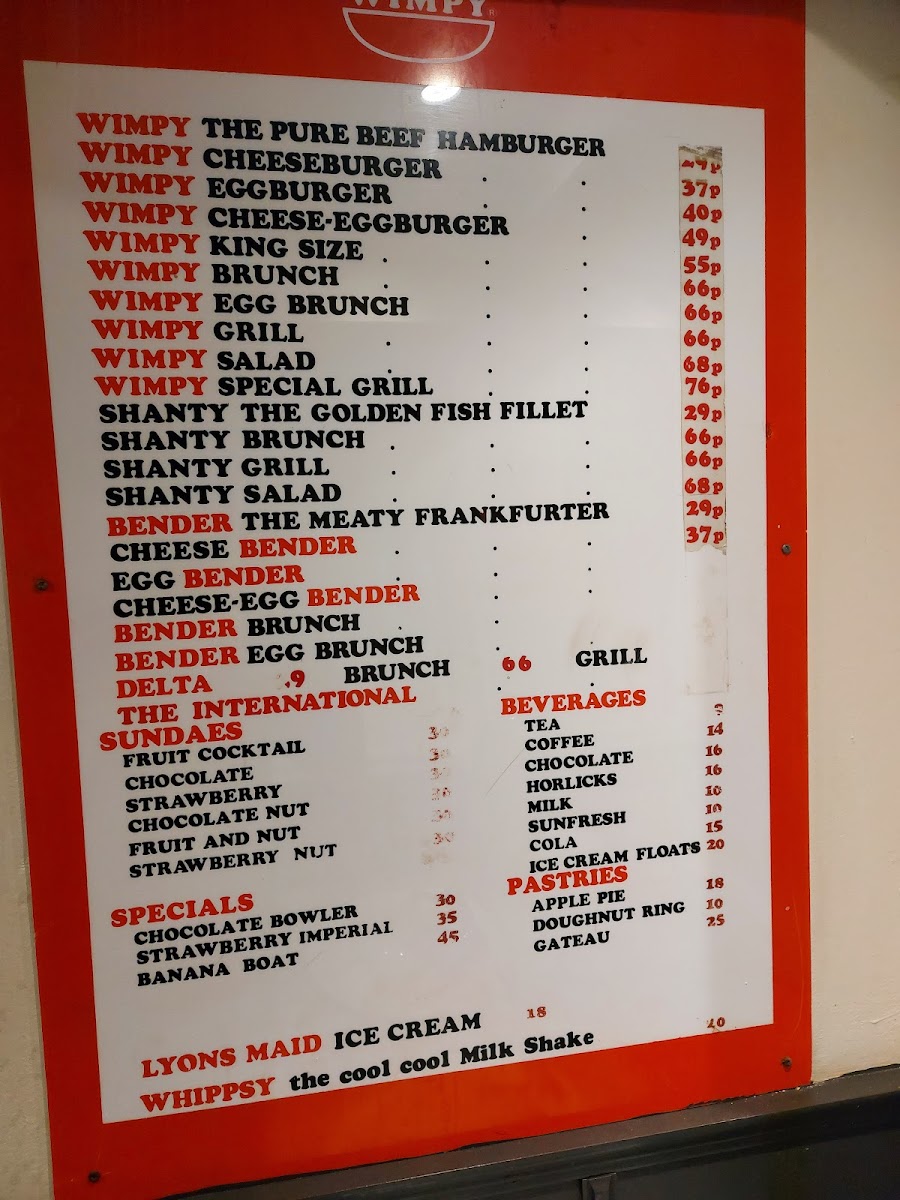 WIMPY
WIMPY THE PURE BEEF HAMBURGER
WIMPY CHEESEBURGER . . 37p
WIMPY EGGBURGER . . 40p
WIMPY CHEESE-EGGBURGER . 49p
WIMPY KING SIZE . . . 55p
WIMPY BRUNCH . . . 66p
WIMPY EGG BRUNCH . . 66p
WIMPY GRILL . . . 66p
WIMPY SALAD . . . 68p
WIMPY SPECIAL GRILL . . 76p
SHANTY THE GOLDEN FISH FILLET 29p
SHANTY BRUNCH . . . 66p
SHANTY GRILL . . . 66p
SHANTY SALAD . . . 68p
BENDER THE MEATY FRANKFURTER 29p
CHEESE BENDER . . . 37p
EGG BENDER . . .
CHEESE-EGG BENDER . .
BENDER BRUNCH . .
BENDER EGG BRUNCH . .
DELTA BRUNCH 66 GRILL
THE INTERNATIONAL . .
SUNDAES
FRUIT COCKTAIL 30
CHOCOLATE 30
STRAWBERRY 30
CHOCOLATE NUT 30
FRUIT AND NUT 30
STRAWBERRY NUT 30
SPECIALS
CHOCOLATE BOWLER 30
STRAWBERRY IMPERIAL 35
BANANA BOAT 45
BEVERAGES
TEA 9
COFFEE 14
CHOCOLATE 16
HORLICKS 16
MILK 10
SUNFRESH 10
COLA 15
ICE CREAM FLOATS 20
PASTRIES
APPLE PIE 18
DOUGHNUT RING 10
GATEAU 25
LYONS MAID ICE CREAM 18
WHIPPSY the cool cool Milk Shake 20